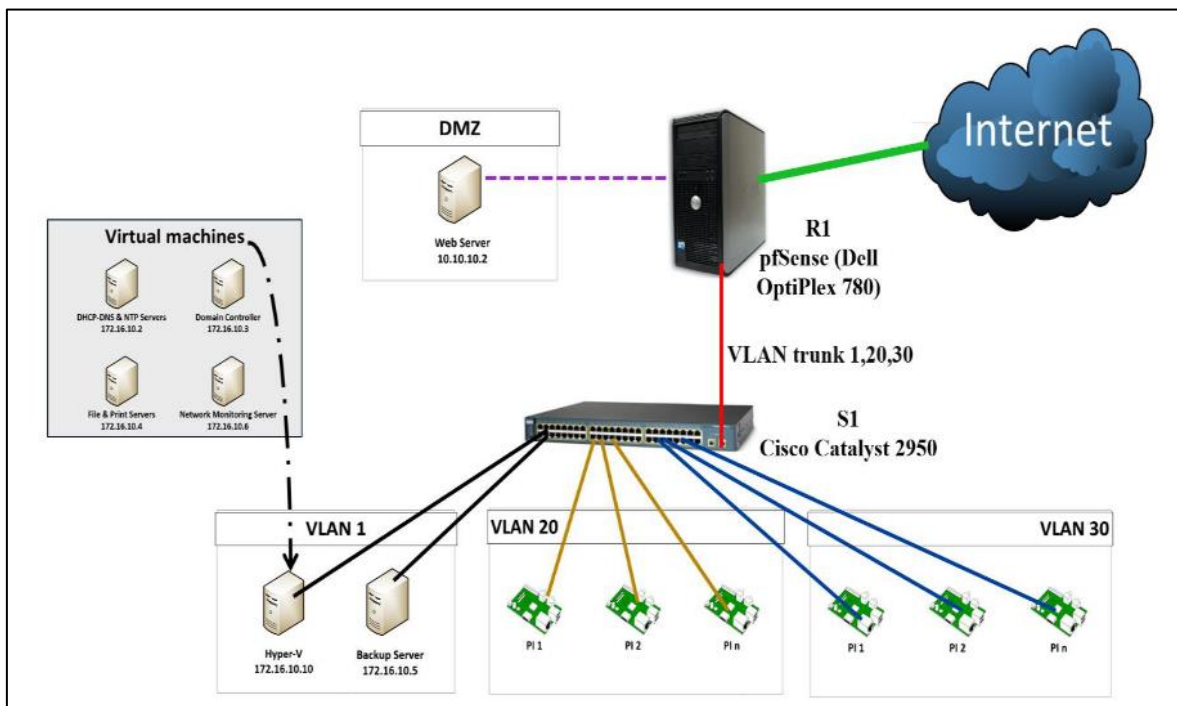 Internet
DMZ
Web Server
10.10.10.2
R1
pfSense (Dell
OptiPlex 780)
Virtual machines
DHCP-DNS & NTP Servers
172.16.10.2
Domain Controller
172.16.10.3
File & Print Servers
172.16.10.4
Network Monitoring Server
172.16.10.6
VLAN trunk 1,20,30
S1
Cisco Catalyst 2950
VLAN 1
Hyper-V
172.16.10.10
Backup Server
172.16.10.5
VLAN 20
PI 1
PI 2
PI n
VLAN 30
PI 1
PI 2
PI n